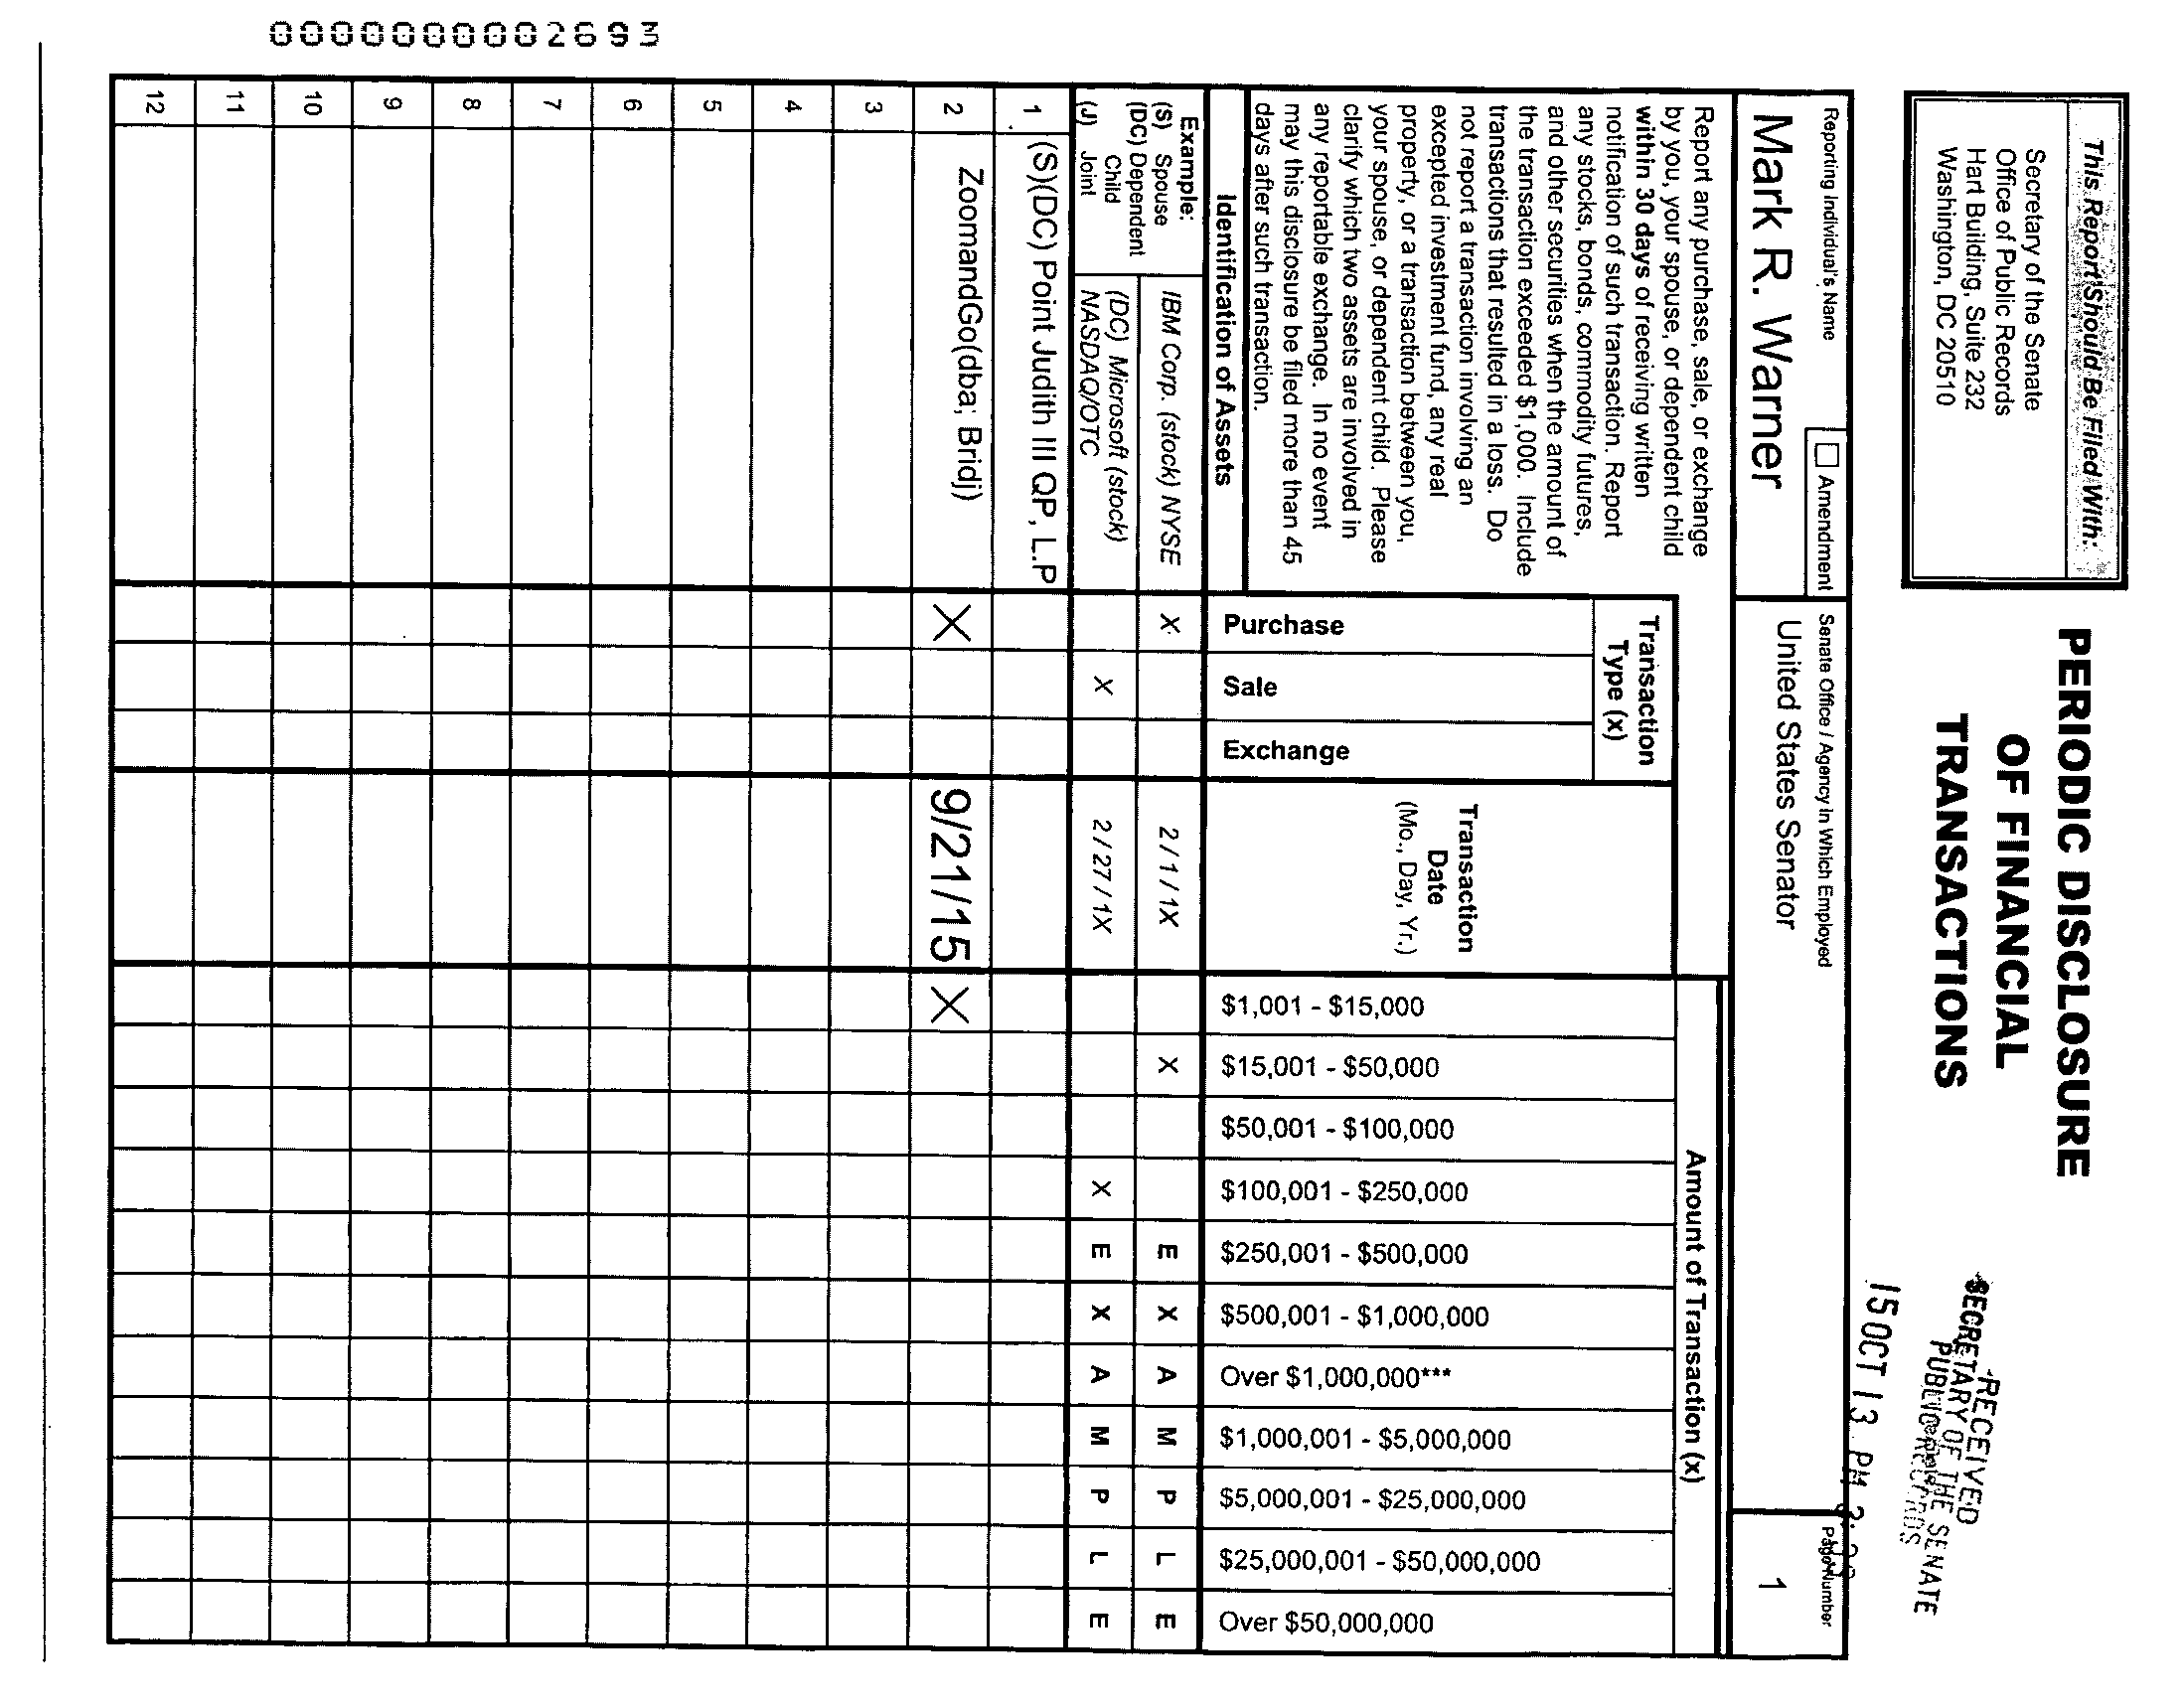 This Report Should Be Filed With:
Secretary of the Senate
Office of Public Records
Hart Building, Suite 232
Washington, DC 20510
PERIODIC DISCLOSURE
OF FINANCIAL
TRANSACTIONS
RECEIVED
SECRETARY OF THE SENATE
PUBLIC RECORDS
15 OCT 13 PM
Reporting Individual's Name
Amendment
Mark R. Warner
Senate Office / Agency In Which Employed
United States Senator
Page Number
1
Report any purchase, sale, or exchange
by you, your spouse, or dependent child
within 30 days of receiving written
notification of such transaction. Report
any stocks, bonds, commodity futures,
and other securities when the amount of
the transaction exceeded $1,000. Include
transactions that resulted in a loss. Do
not report a transaction involving an
excepted investment fund, any real
property, or a transaction between you,
your spouse, or dependent child. Please
clarify which two assets are involved in
any reportable exchange. In no event
may this disclosure be filed more than 45
days after such transaction.
Identification of Assets
Transaction
Type (x)
Purchase
Sale
Exchange
Transaction
Date
(Mo., Day, Yr.)
Amount of Transaction (x)
$1,001 - $15,000
$15,001 - $50,000
$50,001 - $100,000
$100,001 - $250,000
$250,001 - $500,000
$500,001 - $1,000,000
Over $1,000,000***
$1,000,001 - $5,000,000
$5,000,001 - $25,000,000
$25,000,001 - $50,000,000
Over $50,000,000
Example:
(S) Spouse
(DC) Dependent
Child
(J) Joint
IBM Corp. (stock) NYSE X 2 / 1 / 1X X E X A M P L E
(DC) Microsoft (stock)
NASDAQ/OTC X 2 / 27 / 1X X E X A M P L E
1 (S)(DC) Point Judith III QP, L.P
2 ZoomandGo(dba; Bridj) X 9/21/15 X
3
4
5
6
7
8
9
10
11
12
0000000002693